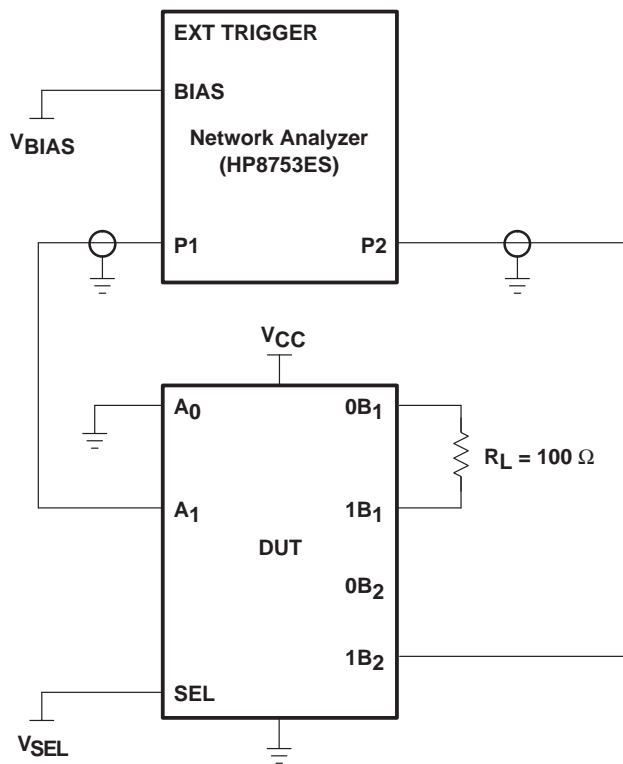 EXT TRIGGER
BIAS
VBIAS
Network Analyzer
(HP8753ES)
P1
P2
VCC
A0
0B1
RL = 100 Ω
A1
1B1
DUT
0B2
1B2
SEL
VSEL